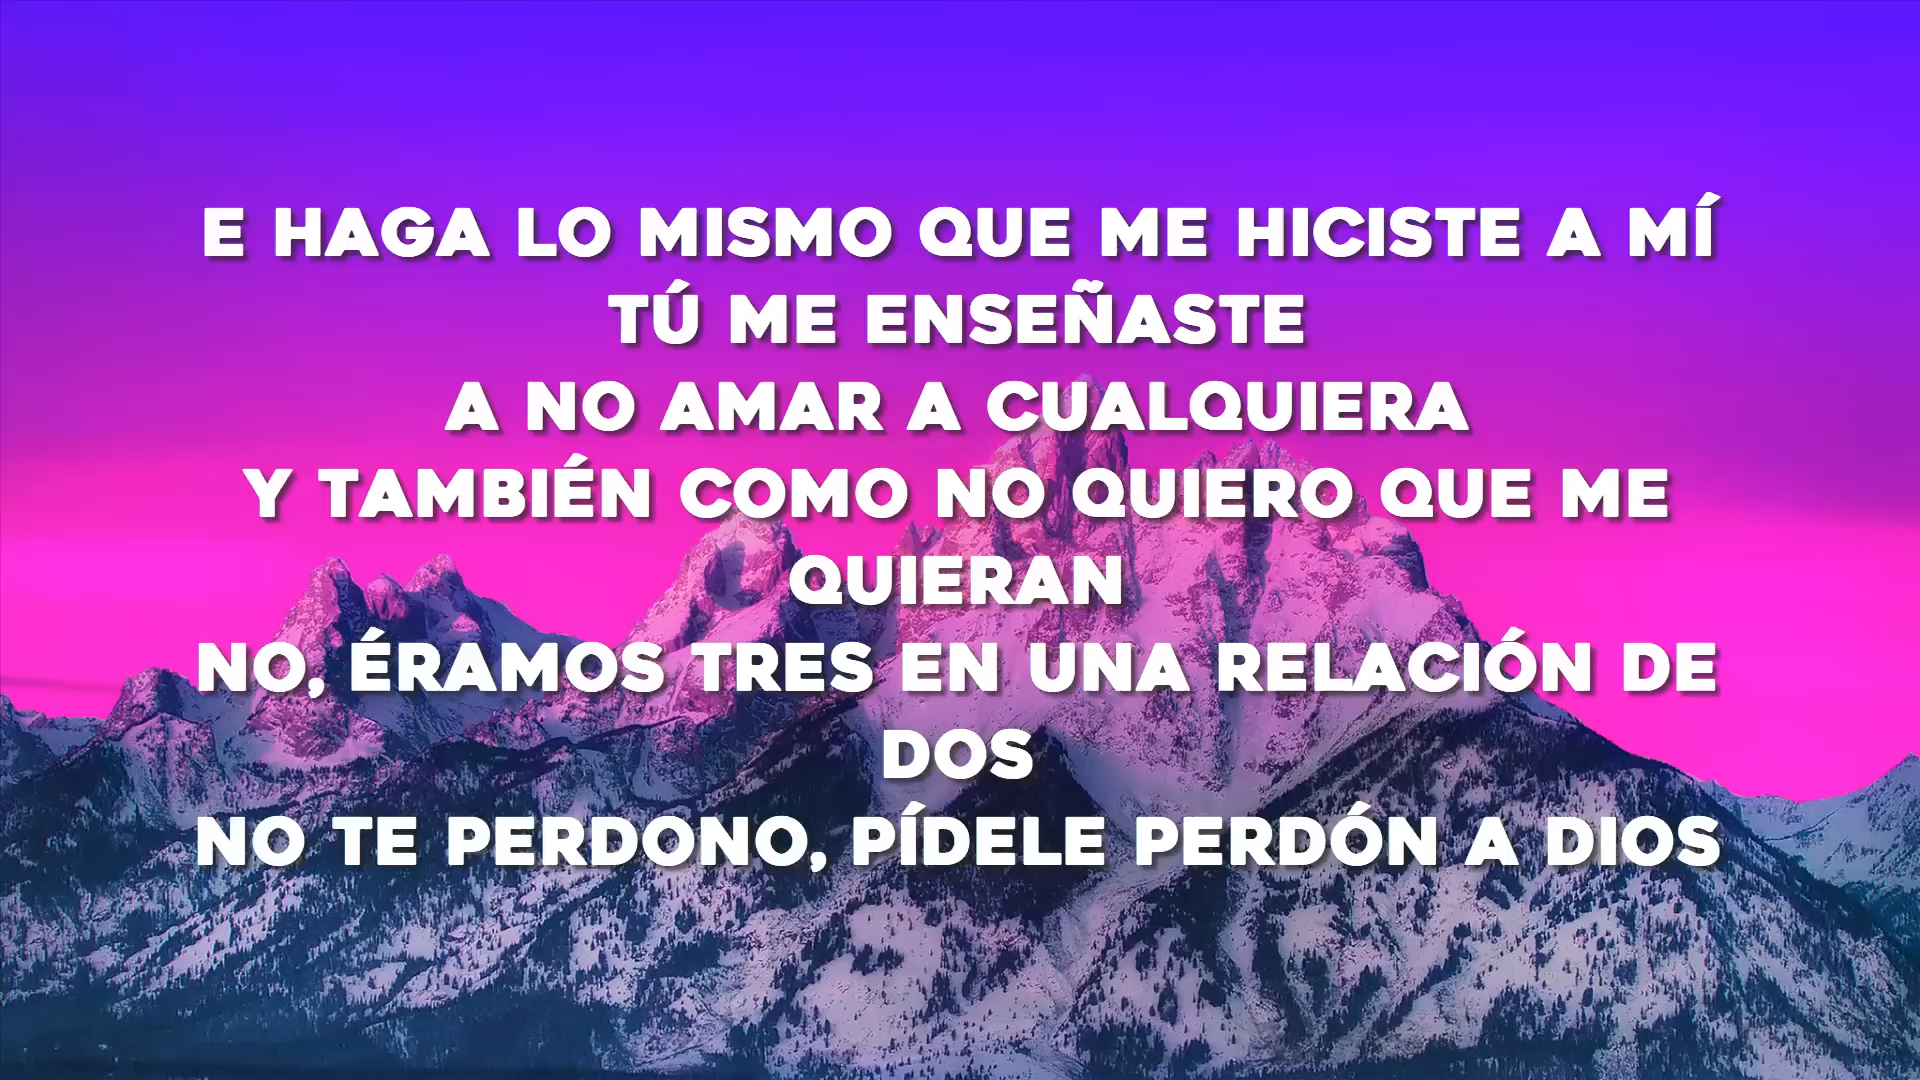 E HAGA LO MISMO QUE ME HICISTE A MÍ
TÚ ME ENSEÑASTE
A NO AMAR A CUALQUIERA
Y TAMBIÉN COMO NO QUIERO QUE ME
QUIERAN
NO, ÉRAMOS TRES EN UNA RELACIÓN DE
DOS
NO TE PERDONO, PÍDELE PERDÓN A DIOS